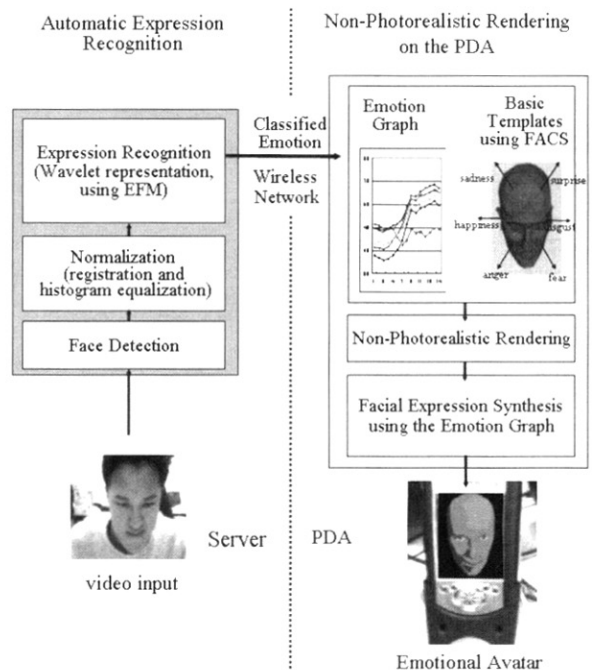 Automatic Expression
Recognition
Non-Photorealistic Rendering
on the PDA
Expression Recognition
(Wavelet representation,
using EFM)
Normalization
(registration and
histogram equalization)
Face Detection
video input
Server
Classified
Emotion
Wireless
Network
Emotion
Graph
Basic
Templates
using FACS
sadness
surprise
happiness
disgust
anger
fear
Non-Photorealistic Rendering
Facial Expression Synthesis
using the Emotion Graph
PDA
Emotional Avatar